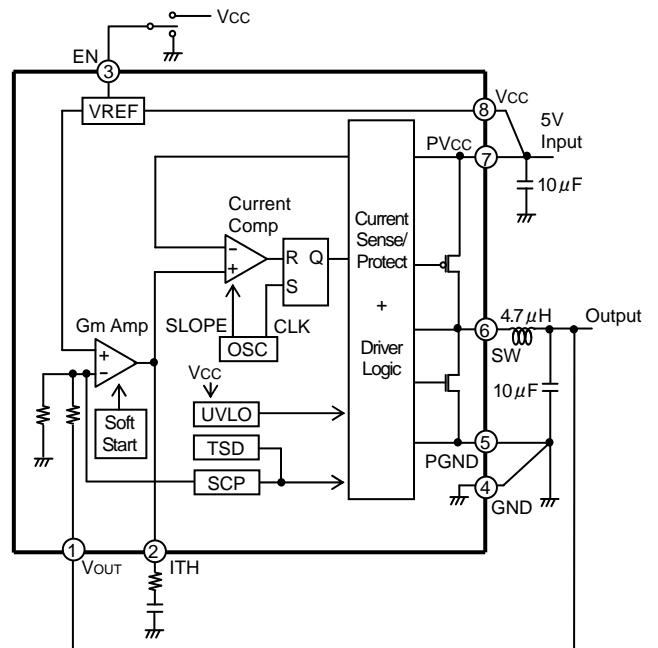 VCC
EN
3
VREF
8
VCC
5V
Input
PVCC
7
10μF
Current
Comp
Current
Sense/
Protect
+
Driver
Logic
−
+
R Q
S
SLOPE
CLK
OSC
Gm Amp
+
−
Soft
Start
VCC
UVLO
TSD
SCP
4.7μH
Output
6
SW
10μF
5
PGND
4
GND
1
VOUT
2
ITH